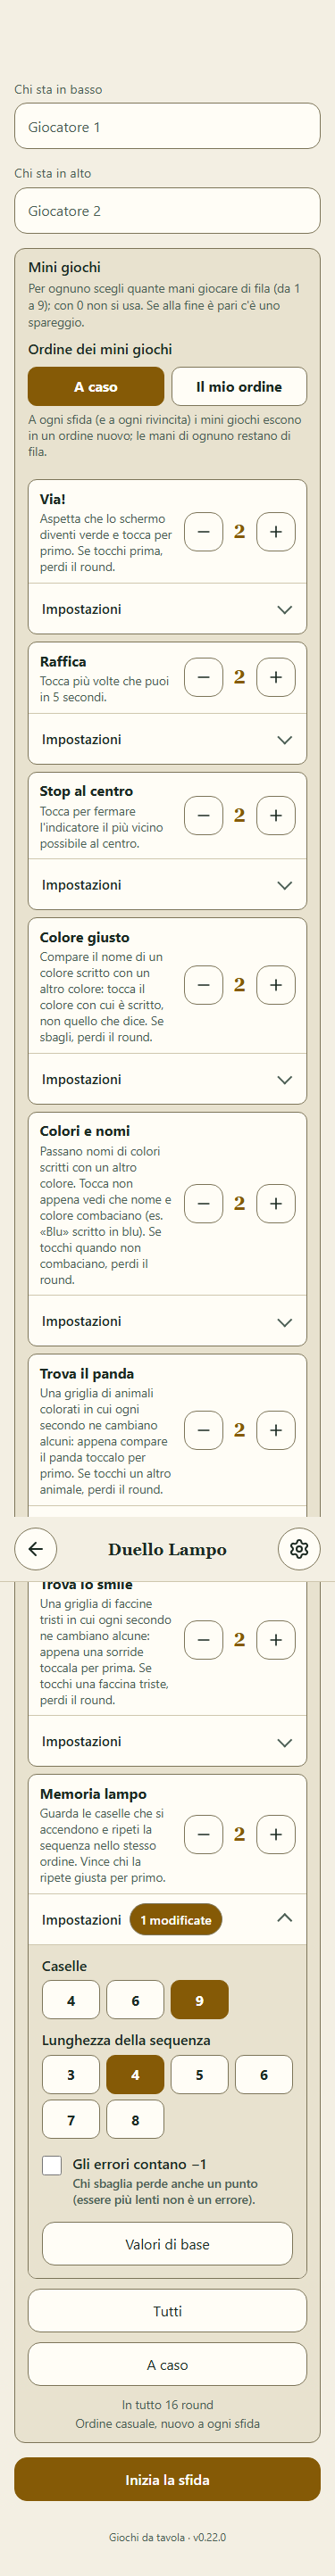 Chi sta in basso
Giocatore 1
Chi sta in alto
Giocatore 2
Mini giochi
Per ognuno scegli quante mani giocare di fila (da 1
a 9); con 0 non si usa. Se alla fine è pari c'è uno
spareggio.
Ordine dei mini giochi
A caso
Il mio ordine
A ogni sfida (e a ogni rivincita) i mini giochi escono
in un ordine nuovo; le mani di ognuno restano di
fila.
Via!
Aspetta che lo schermo
diventi verde e tocca per
primo. Se tocchi prima,
perdi il round.
− 2 +
Impostazioni
Raffica
Tocca più volte che puoi
in 5 secondi.
− 2 +
Impostazioni
Stop al centro
Tocca per fermare
l'indicatore il più vicino
possibile al centro.
− 2 +
Impostazioni
Colore giusto
Compare il nome di un
colore scritto con un
altro colore: tocca il
colore con cui è scritto,
non quello che dice. Se
sbagli, perdi il round.
− 2 +
Impostazioni
Colori e nomi
Passano nomi di colori
scritti con un altro
colore. Tocca non
appena vedi che nome e
colore combaciano (es.
«Blu» scritto in blu). Se
tocchi quando non
combaciano, perdi il
round.
− 2 +
Impostazioni
Trova il panda
Una griglia di animali
colorati in cui ogni
secondo ne cambiano
alcuni: appena compare
il panda toccalo per
primo. Se tocchi un altro
animale, perdi il round.
− 2 +
Duello Lampo
Trova lo smile
Una griglia di faccine
tristi in cui ogni secondo
ne cambiano alcune:
appena una sorride
toccala per prima. Se
tocchi una faccina triste,
perdi il round.
− 2 +
Impostazioni
Memoria lampo
Guarda le caselle che si
accendono e ripeti la
sequenza nello stesso
ordine. Vince chi la
ripete giusta per primo.
− 2 +
Impostazioni
1 modificate
Caselle
4 6 9
Lunghezza della sequenza
3 4 5 6
7 8
Gli errori contano −1
Chi sbaglia perde anche un punto
(essere più lenti non è un errore).
Valori di base
Tutti
A caso
In tutto 16 round
Ordine casuale, nuovo a ogni sfida
Inizia la sfida
Giochi da tavola · v0.22.0